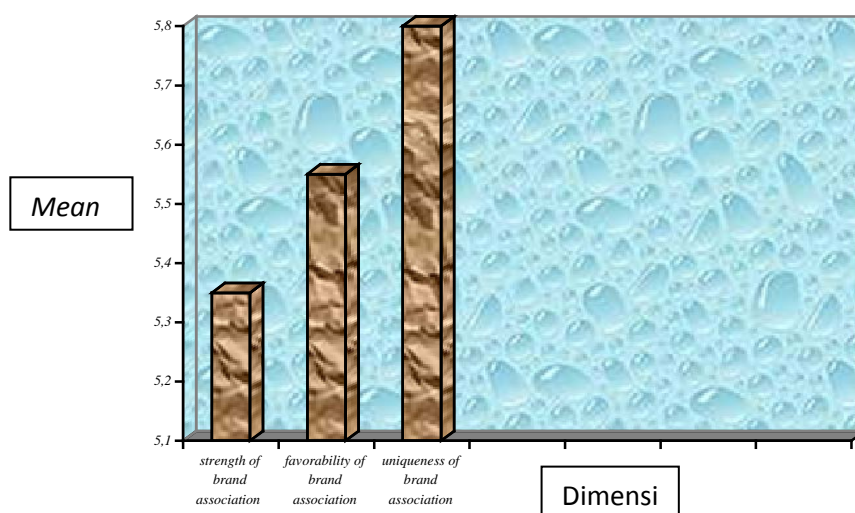 5,8
5,7
5,6
5,5
5,4
5,3
5,2
5,1
Mean
strength of
brand
association
favorability of
brand
association
uniqueness of
brand
association
Dimensi